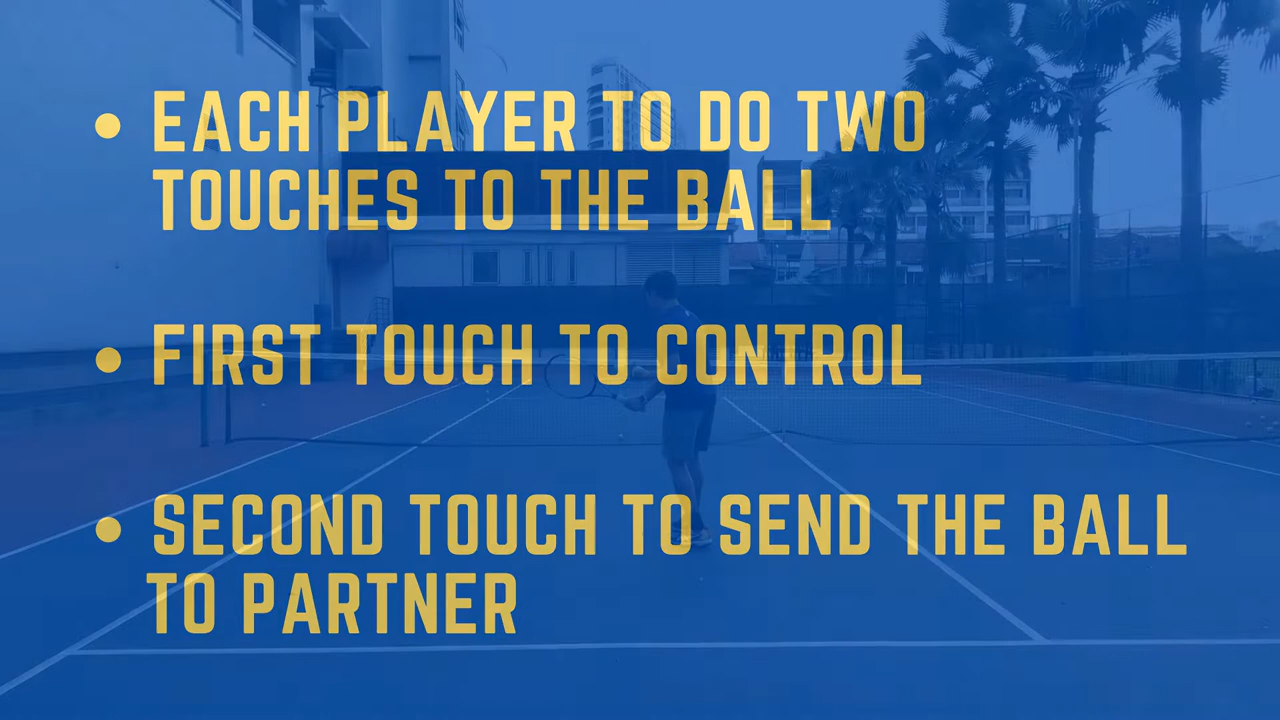 • EACH PLAYER TO DO TWO
TOUCHES TO THE BALL
• FIRST TOUCH TO CONTROL
• SECOND TOUCH TO SEND THE BALL
TO PARTNER